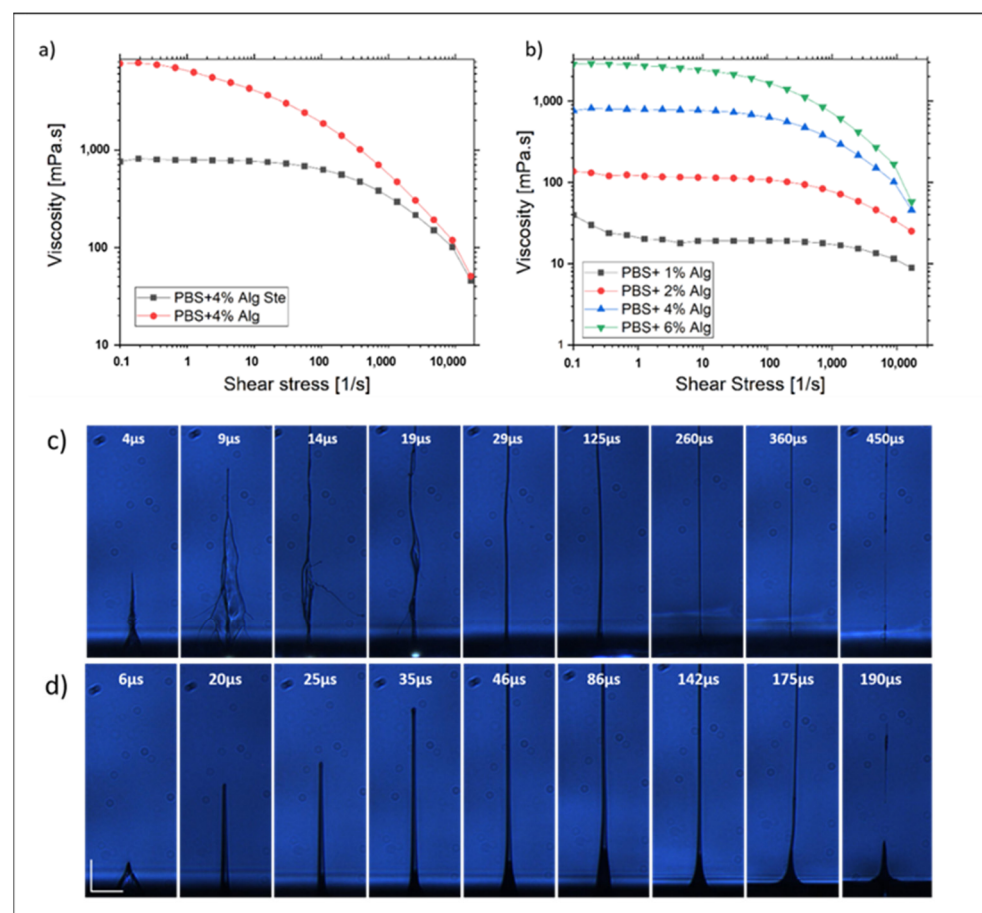 a)
b)
Viscosity [mPa.s]
1,000
100
10
0.1
1
10
100
1,000
10,000
Shear stress [1/s]
PBS+4% Alg Ste
PBS+4% Alg
Viscosity [mPa.s]
1,000
100
10
1
0.1
1
10
100
1,000
10,000
Shear Stress [1/s]
PBS+ 1% Alg
PBS+ 2% Alg
PBS+ 4% Alg
PBS+ 6% Alg
c)
4µs 9µs 14µs 19µs 29µs 125µs 260µs 360µs 450µs
d)
6µs 20µs 25µs 35µs 46µs 86µs 142µs 175µs 190µs